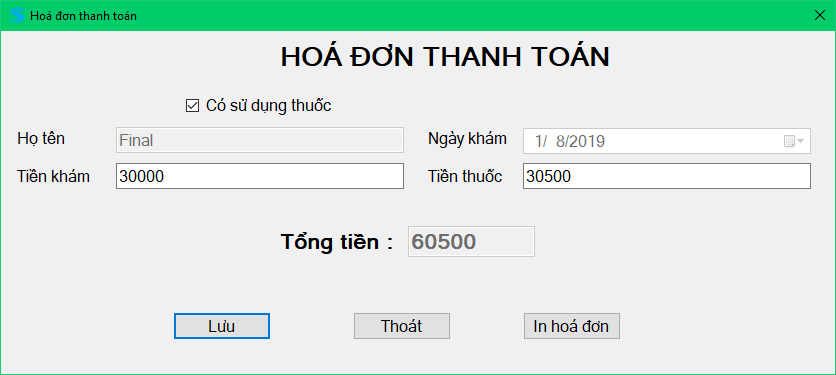 Hoá đơn thanh toán
HOÁ ĐƠN THANH TOÁN
Có sử dụng thuốc
Họ tên Final Ngày khám 1/ 8/2019
Tiền khám 30000 Tiền thuốc 30500
Tổng tiền : 60500
Lưu Thoát In hoá đơn